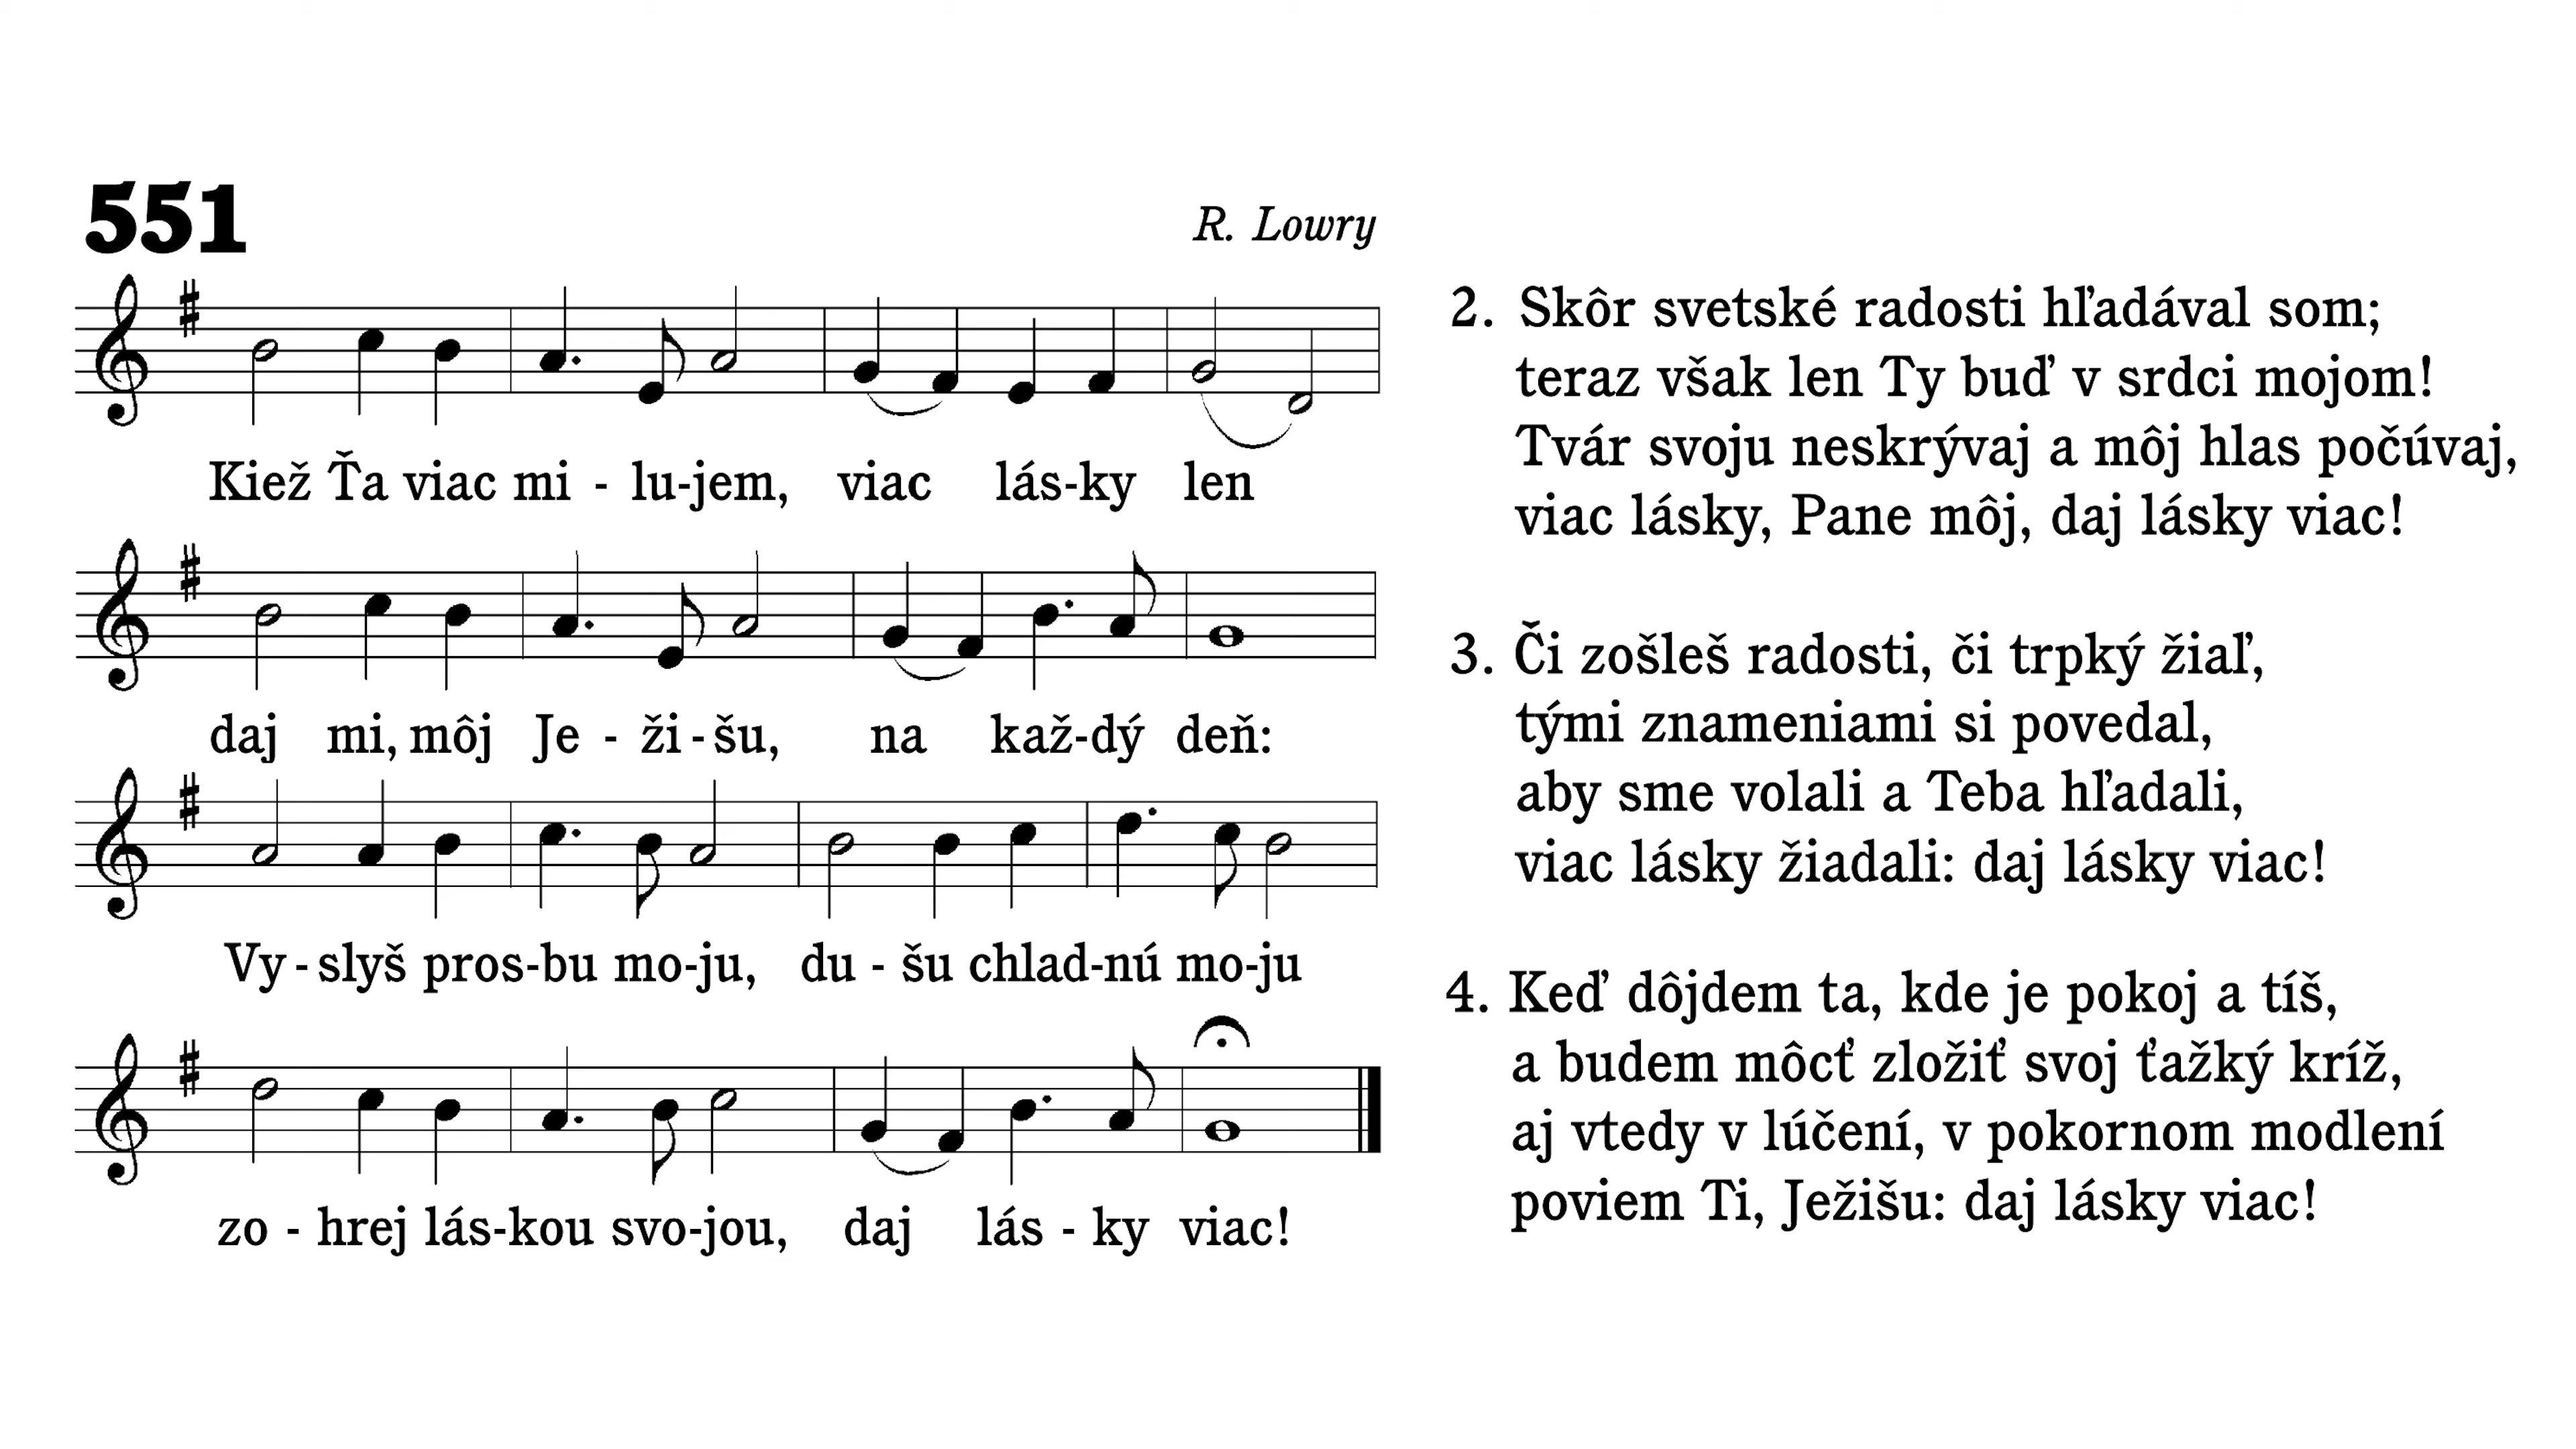 551
R. Lowry
Kiež Ťa viac mi - lu-jem, viac lás-ky len
daj mi, môj Je - ži - šu, na kaž-dý deň:
Vy - slyš pros-bu mo-ju, du - šu chlad-nú mo-ju
zo - hrej lás-kou svo-jou, daj lás - ky viac!
2. Skôr svetské radosti hľadával som;
teraz však len Ty buď v srdci mojom!
Tvár svoju neskrývaj a môj hlas počúvaj,
viac lásky, Pane môj, daj lásky viac!
3. Či zošleš radosti, či trpký žiaľ,
tými znameniami si povedal,
aby sme volali a Teba hľadali,
viac lásky žiadali: daj lásky viac!
4. Keď dôjdem ta, kde je pokoj a tíš,
a budem môcť zložiť svoj ťažký kríž,
aj vtedy v lúčení, v pokornom modlení
poviem Ti, Ježišu: daj lásky viac!